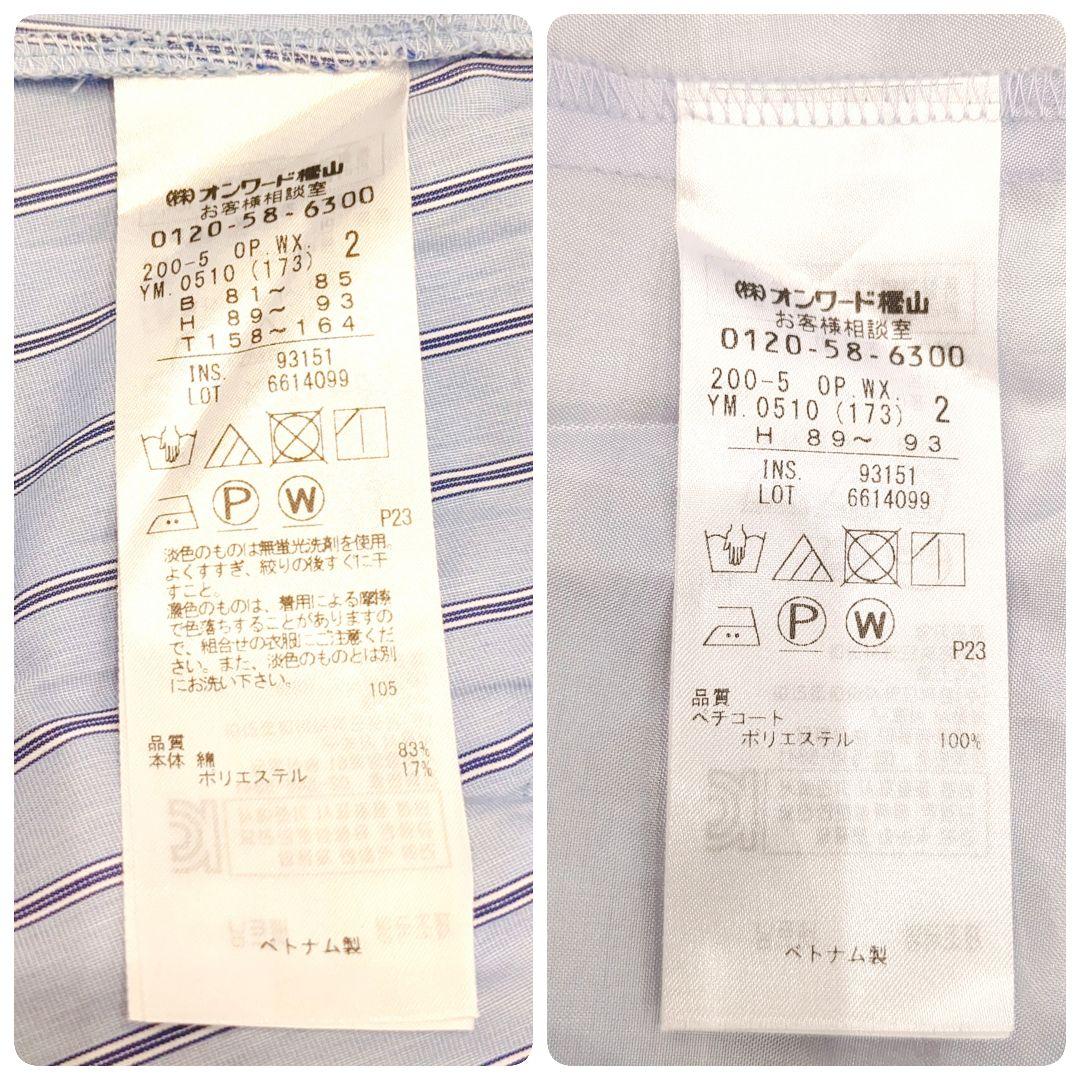 ㈱オンワード樫山
お客様相談室
0120-58-6300
200-5 OP.WX.
YM.0510 (173) 2
B 81～ 85
H 89～ 93
T 158～164
INS. 93151
LOT 6614099
P W
P23
淡色のものは無蛍光洗剤を使用。
よくすすぎ、絞りの後すぐに干
すこと。
濃色のものは、着用による摩擦
で色落ちすることがありますの
で、組合せの衣服にご注意くだ
さい。また、淡色のものとは別
にお洗い下さい。
105
品質
本体 綿 83%
ポリエステル 17%
ベトナム製
㈱オンワード樫山
お客様相談室
0120-58-6300
200-5 OP.WX.
YM.0510 (173) 2
H 89～ 93
INS. 93151
LOT 6614099
P W
P23
品質
ペチコート
ポリエステル 100%
ベトナム製